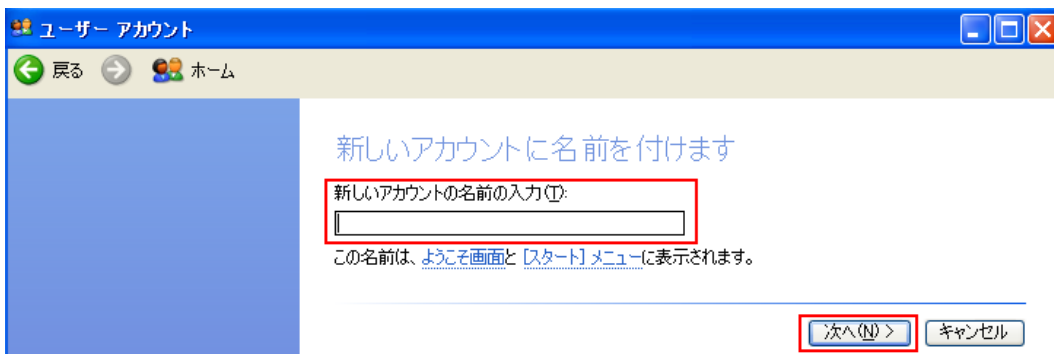 ユーザー アカウント
戻る ホーム
新しいアカウントに名前を付けます
新しいアカウントの名前の入力(T):
この名前は、ようこそ画面と [スタート] メニューに表示されます。
次へ(N) > キャンセル